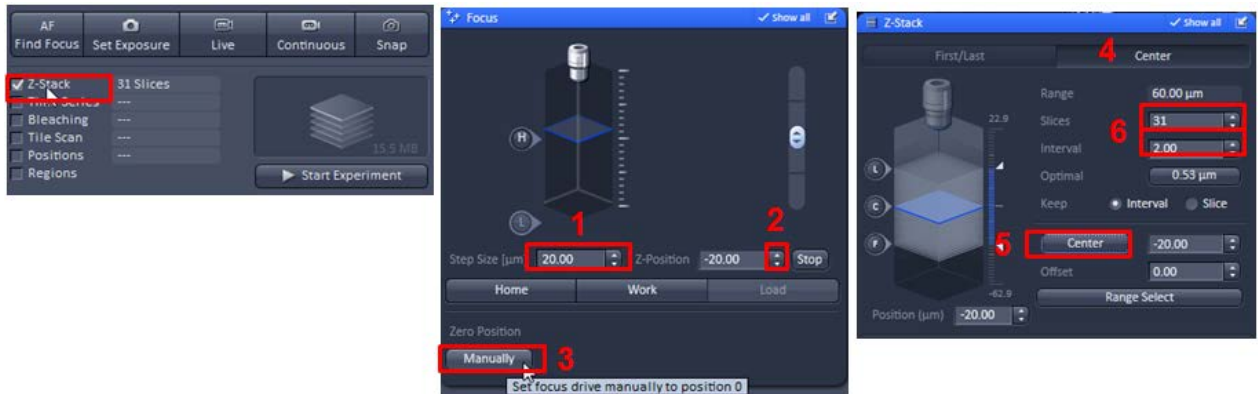 AF
Find Focus
Set Exposure
Live
Continuous
Snap
Z-Stack 31 Slices
Time Series ---
Bleaching ---
Tile Scan ---
Positions ---
Regions
15.5 MB
Start Experiment
Focus
Show all
H
L
1
2
Step Size [µm 20.00 Z-Position -20.00 Stop
Home Work Load
Zero Position
Manually 3
Set focus drive manually to position 0
Z-Stack
Show all
First/Last 4 Center
Range 60.00 µm
22.9
Slices 31
6
Interval 2.00
L
Optimal 0.53 µm
C
Keep Interval Slice
F
5 Center -20.00
Offset 0.00
-62.9
Range Select
Position (µm) -20.00